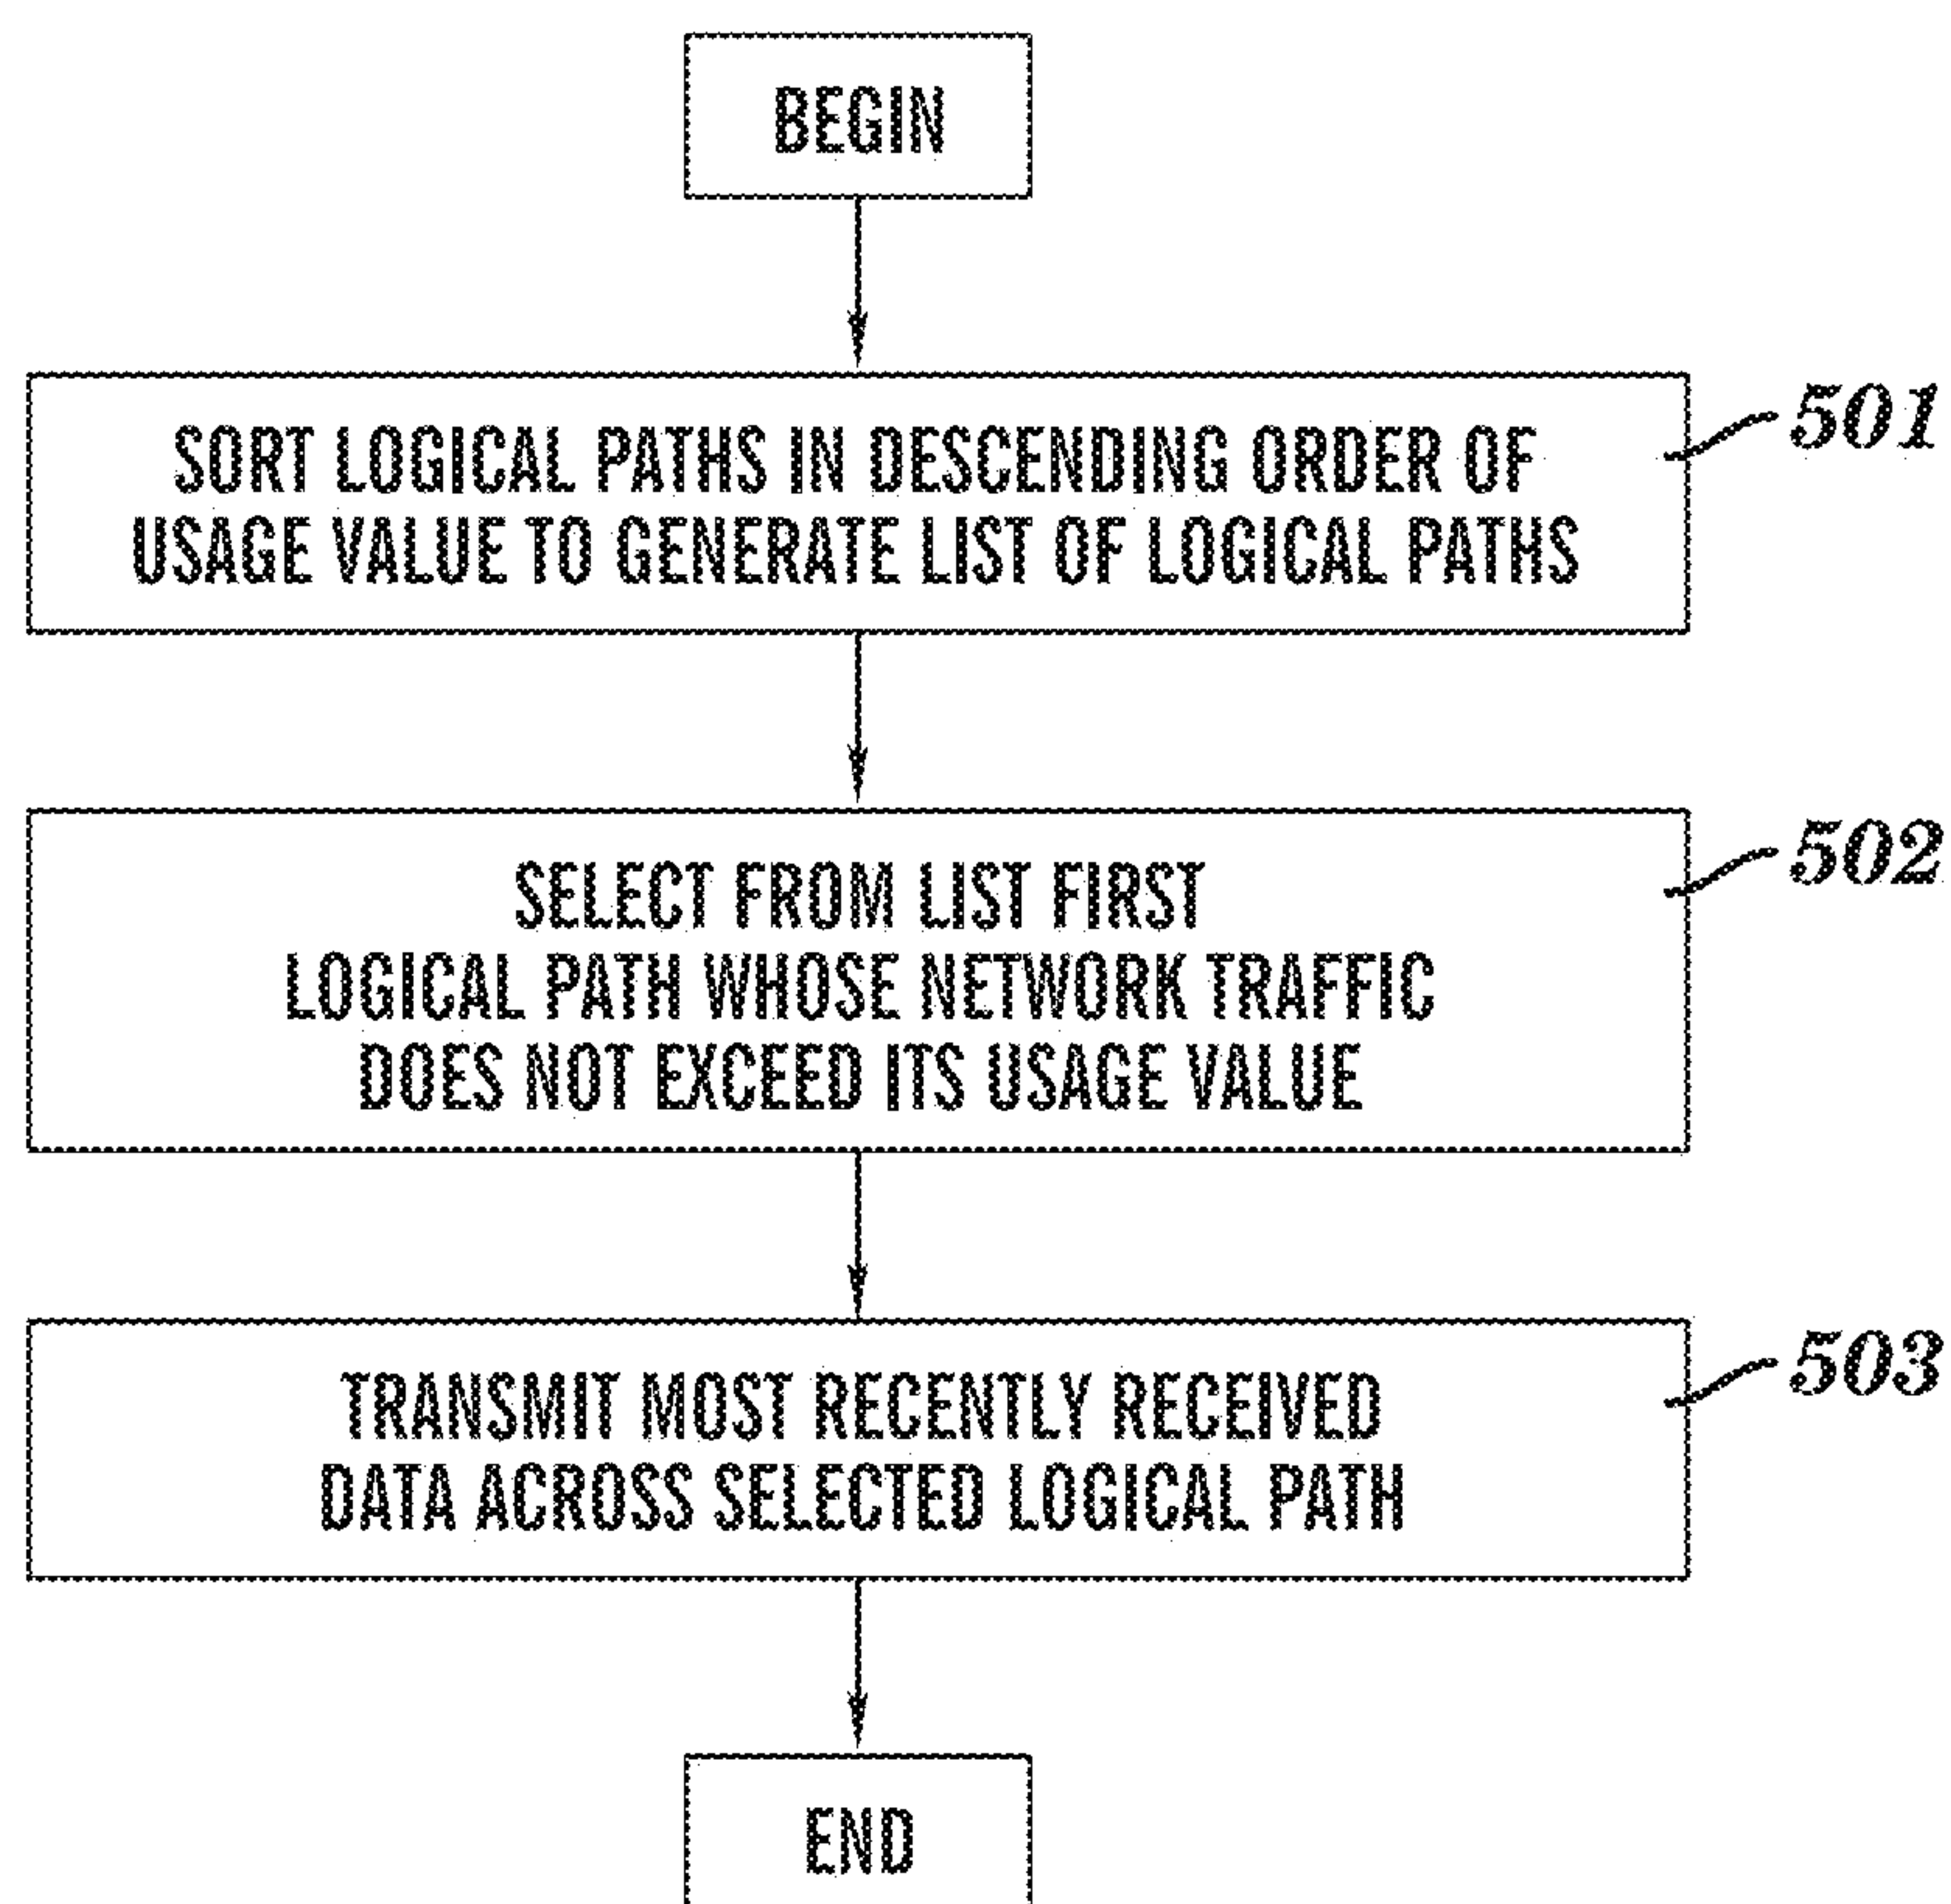 BEGIN
SORT LOGICAL PATHS IN DESCENDING ORDER OF
USAGE VALUE TO GENERATE LIST OF LOGICAL PATHS
501
SELECT FROM LIST FIRST
LOGICAL PATH WHOSE NETWORK TRAFFIC
DOES NOT EXCEED ITS USAGE VALUE
502
TRANSMIT MOST RECENTLY RECEIVED
DATA ACROSS SELECTED LOGICAL PATH
503
END